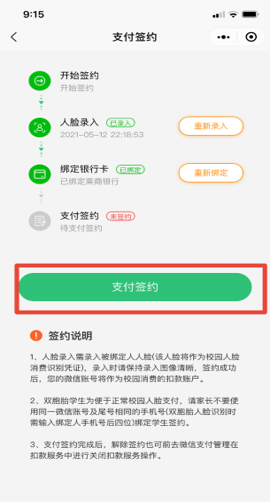 9:15
支付签约
开始签约
开始签约
人脸录入 已录入
2021-05-12 22:18:53
重新录入
绑定银行卡 已绑定
已绑定莱商银行
重新绑定
支付签约 未签约
待支付签约
支付签约
签约说明
1、人脸录入需录入被绑定人人脸(该人脸将作为校园人脸
消费识别凭证)，录入时请保持录入图像清晰，签约成功
后，您的微信账号将作为校园消费的扣款账户。
2、双胞胎学生为便于正常校园人脸支付，请家长不要使
用同一微信账号及尾号相同的手机号(双胞胎人脸识别时
需输入绑定人手机号后四位)绑定学生签约。
3、支付签约完成后，解除签约也可前去微信支付管理在
扣款服务中进行关闭扣款服务操作。